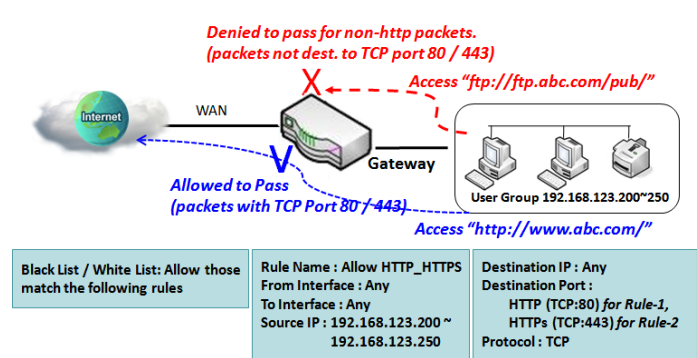 Denied to pass for non-http packets.
(packets not dest. to TCP port 80 / 443)
X
Access “ftp://ftp.abc.com/pub/”
Internet
WAN
V
Gateway
Allowed to Pass
(packets with TCP Port 80 / 443)
User Group 192.168.123.200~250
Access “http://www.abc.com/”
Black List / White List: Allow those
match the following rules
Rule Name : Allow HTTP_HTTPS
From Interface : Any
To Interface : Any
Source IP : 192.168.123.200 ~
192.168.123.250
Destination IP : Any
Destination Port :
HTTP (TCP:80) for Rule-1,
HTTPs (TCP:443) for Rule-2
Protocol : TCP